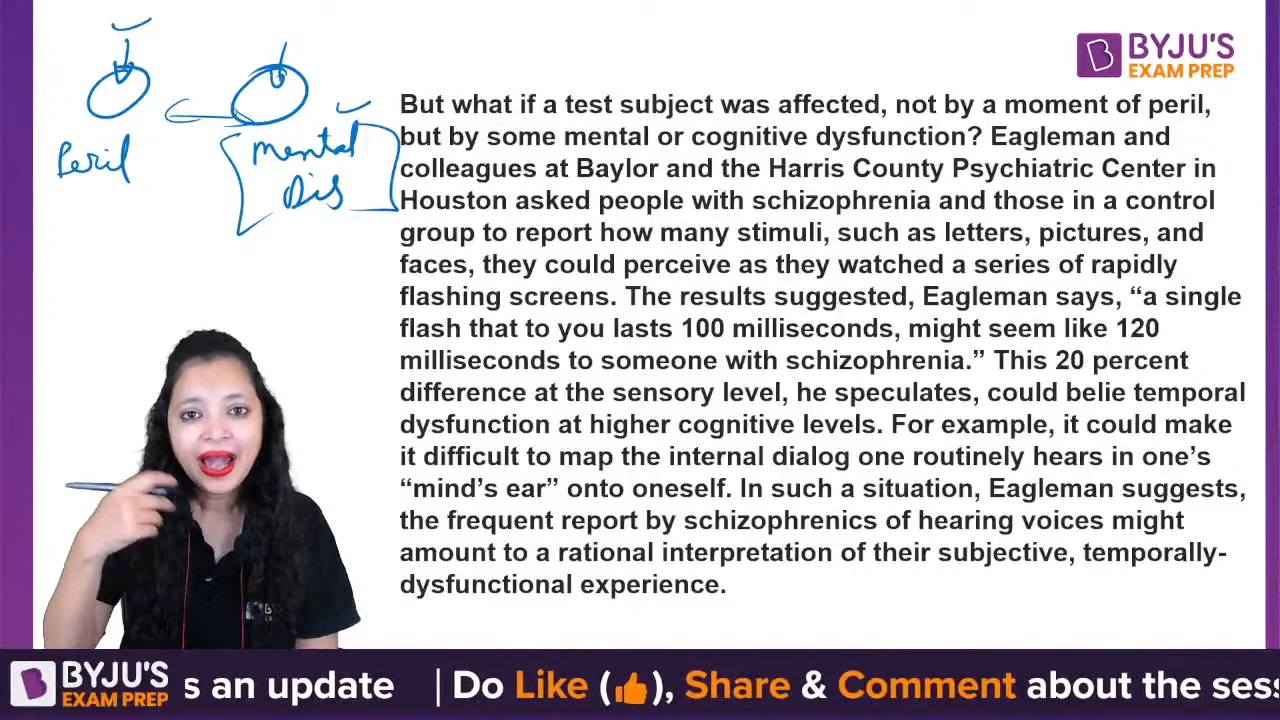 BYJU'S
EXAM PREP
Peril
Mental
Dis
But what if a test subject was affected, not by a moment of peril,
but by some mental or cognitive dysfunction? Eagleman and
colleagues at Baylor and the Harris County Psychiatric Center in
Houston asked people with schizophrenia and those in a control
group to report how many stimuli, such as letters, pictures, and
faces, they could perceive as they watched a series of rapidly
flashing screens. The results suggested, Eagleman says, “a single
flash that to you lasts 100 milliseconds, might seem like 120
milliseconds to someone with schizophrenia.” This 20 percent
difference at the sensory level, he speculates, could belie temporal
dysfunction at higher cognitive levels. For example, it could make
it difficult to map the internal dialog one routinely hears in one’s
“mind’s ear” onto oneself. In such a situation, Eagleman suggests,
the frequent report by schizophrenics of hearing voices might
amount to a rational interpretation of their subjective, temporally-
dysfunctional experience.
BYJU'S
EXAM PREP
s an update | Do Like (👍), Share & Comment about the ses